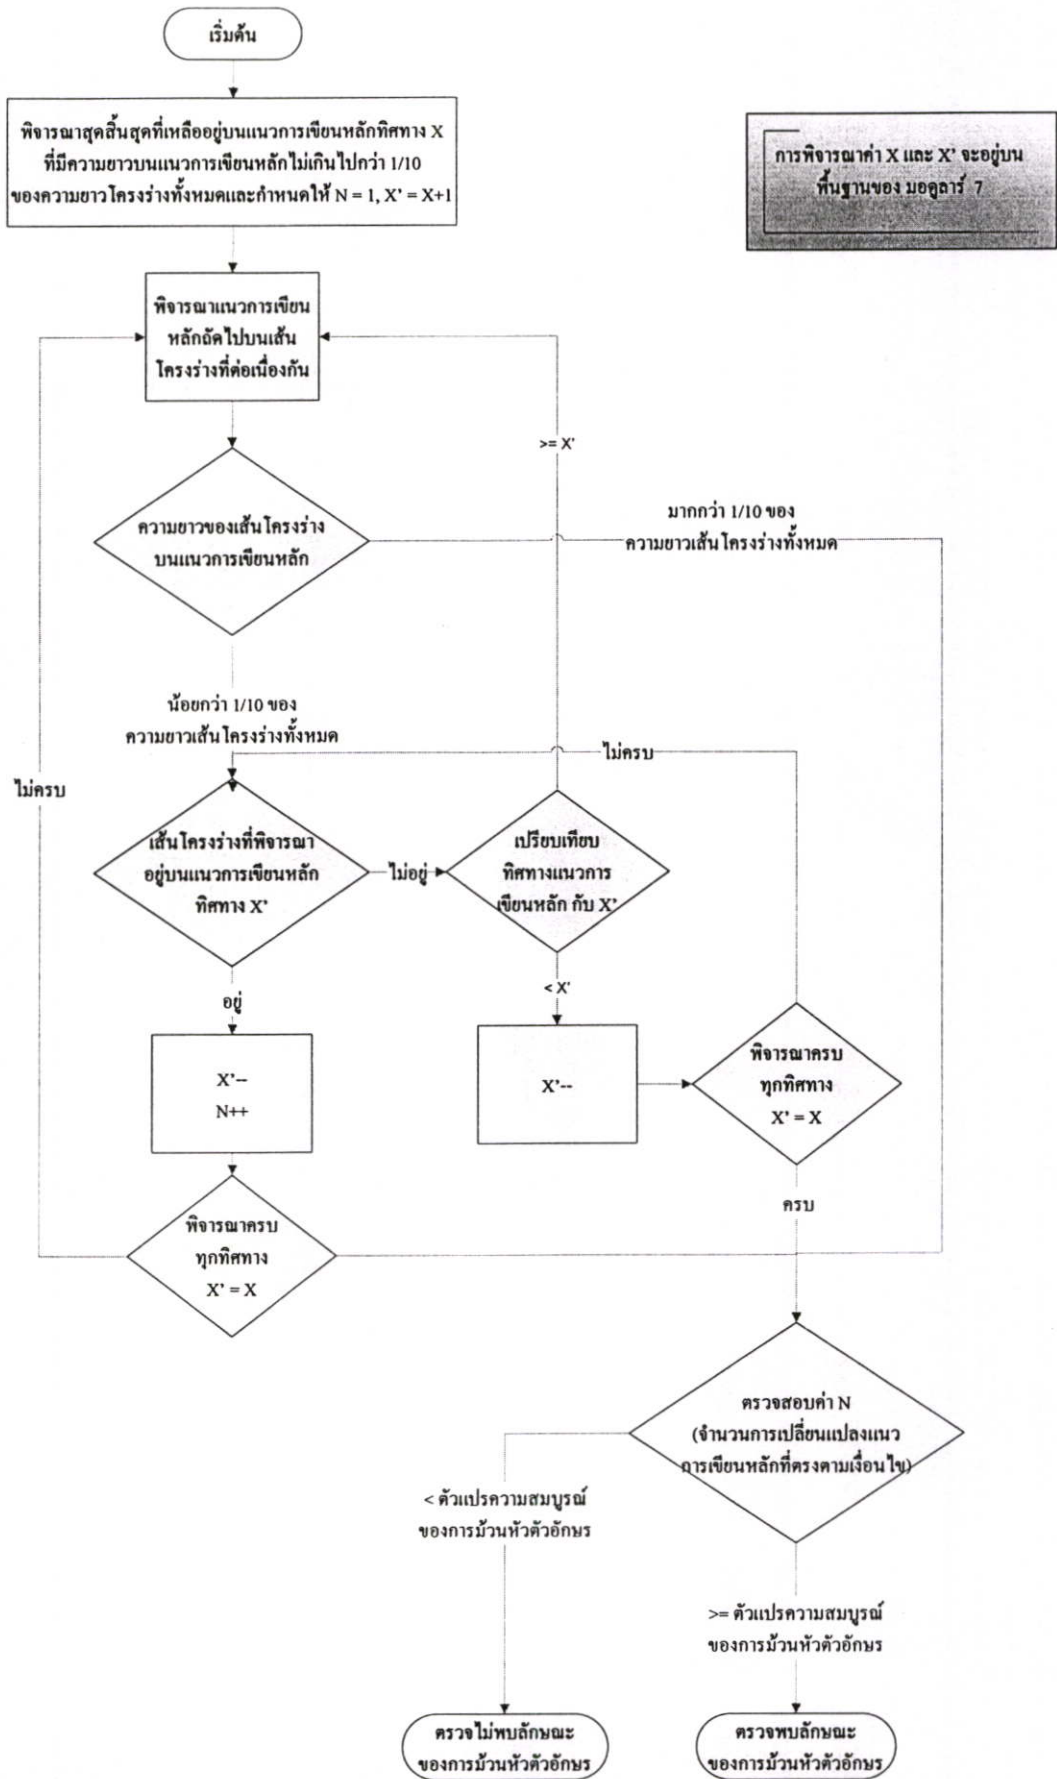 เริ่มต้น
พิจารณาสุดสิ้นสุดที่เหลืออยู่บนแนวการเขียนหลักทิศทาง X
ที่มีความยาวบนแนวการเขียนหลักไม่เกินไปกว่า 1/10
ของความยาวโครงร่างทั้งหมดและกำหนดให้ N = 1, X' = X+1
การพิจารณาค่า X และ X' จะอยู่บน
พื้นฐานของ มอดูลาร์ 7
พิจารณาแนวการเขียน
หลักถัดไปบนเส้น
โครงร่างที่ต่อเนื่องกัน
>= X'
ความยาวของเส้นโครงร่าง
บนแนวการเขียนหลัก
มากกว่า 1/10 ของ
ความยาวเส้นโครงร่างทั้งหมด
น้อยกว่า 1/10 ของ
ความยาวเส้นโครงร่างทั้งหมด
ไม่ครบ
ไม่ครบ
เส้นโครงร่างที่พิจารณา
อยู่บนแนวการเขียนหลัก
ทิศทาง X'
ไม่อยู่
เปรียบเทียบ
ทิศทางแนวการ
เขียนหลัก กับ X'
อยู่
< X'
X'--
N++
X'--
พิจารณาครบ
ทุกทิศทาง
X' = X
พิจารณาครบ
ทุกทิศทาง
X' = X
ครบ
ตรวจสอบค่า N
(จำนวนการเปลี่ยนแปลงแนว
การเขียนหลักที่ตรงตามเงื่อนไข)
< ตัวแปรความสมบูรณ์
ของการม้วนหัวตัวอักษร
>= ตัวแปรความสมบูรณ์
ของการม้วนหัวตัวอักษร
ตรวจไม่พบลักษณะ
ของการม้วนหัวตัวอักษร
ตรวจพบลักษณะ
ของการม้วนหัวตัวอักษร